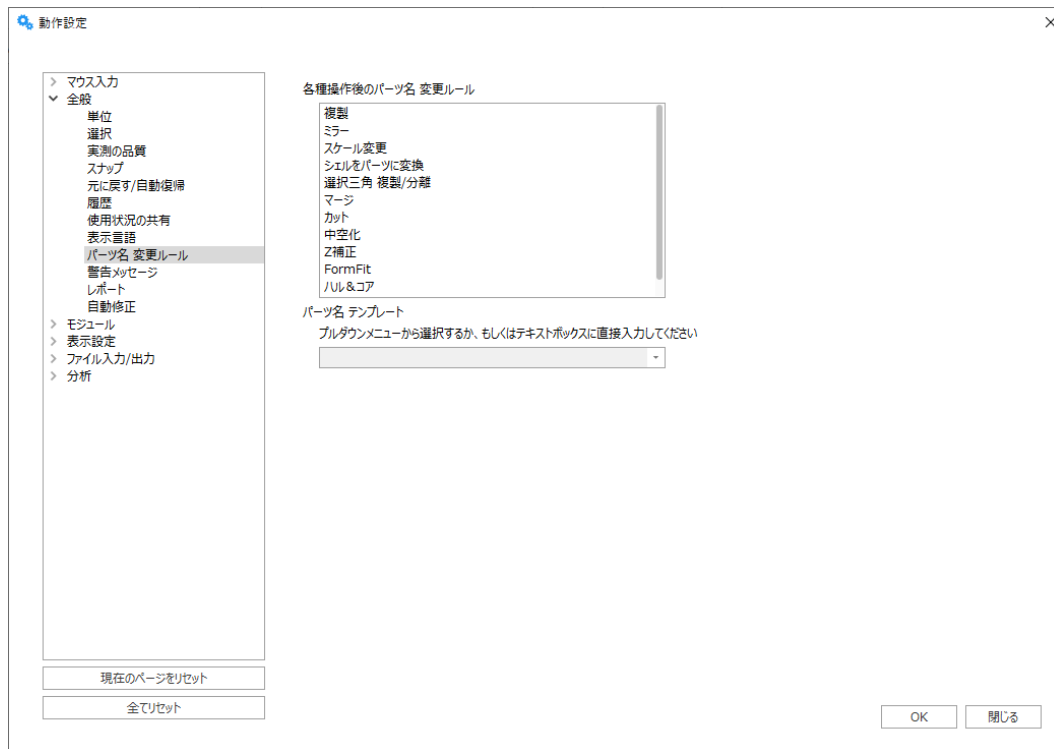 動作設定
マウス入力
全般
単位
選択
実測の品質
スナップ
元に戻す/自動復帰
履歴
使用状況の共有
表示言語
パーツ名 変更ルール
警告メッセージ
レポート
自動修正
モジュール
表示設定
ファイル入力/出力
分析
現在のページをリセット
全てリセット
各種操作後のパーツ名 変更ルール
複製
ミラー
スケール変更
シェルをパーツに変換
選択三角 複製/分離
マージ
カット
中空化
Z補正
FormFit
ハル＆コア
パーツ名 テンプレート
プルダウンメニューから選択するか、もしくはテキストボックスに直接入力してください
OK
閉じる